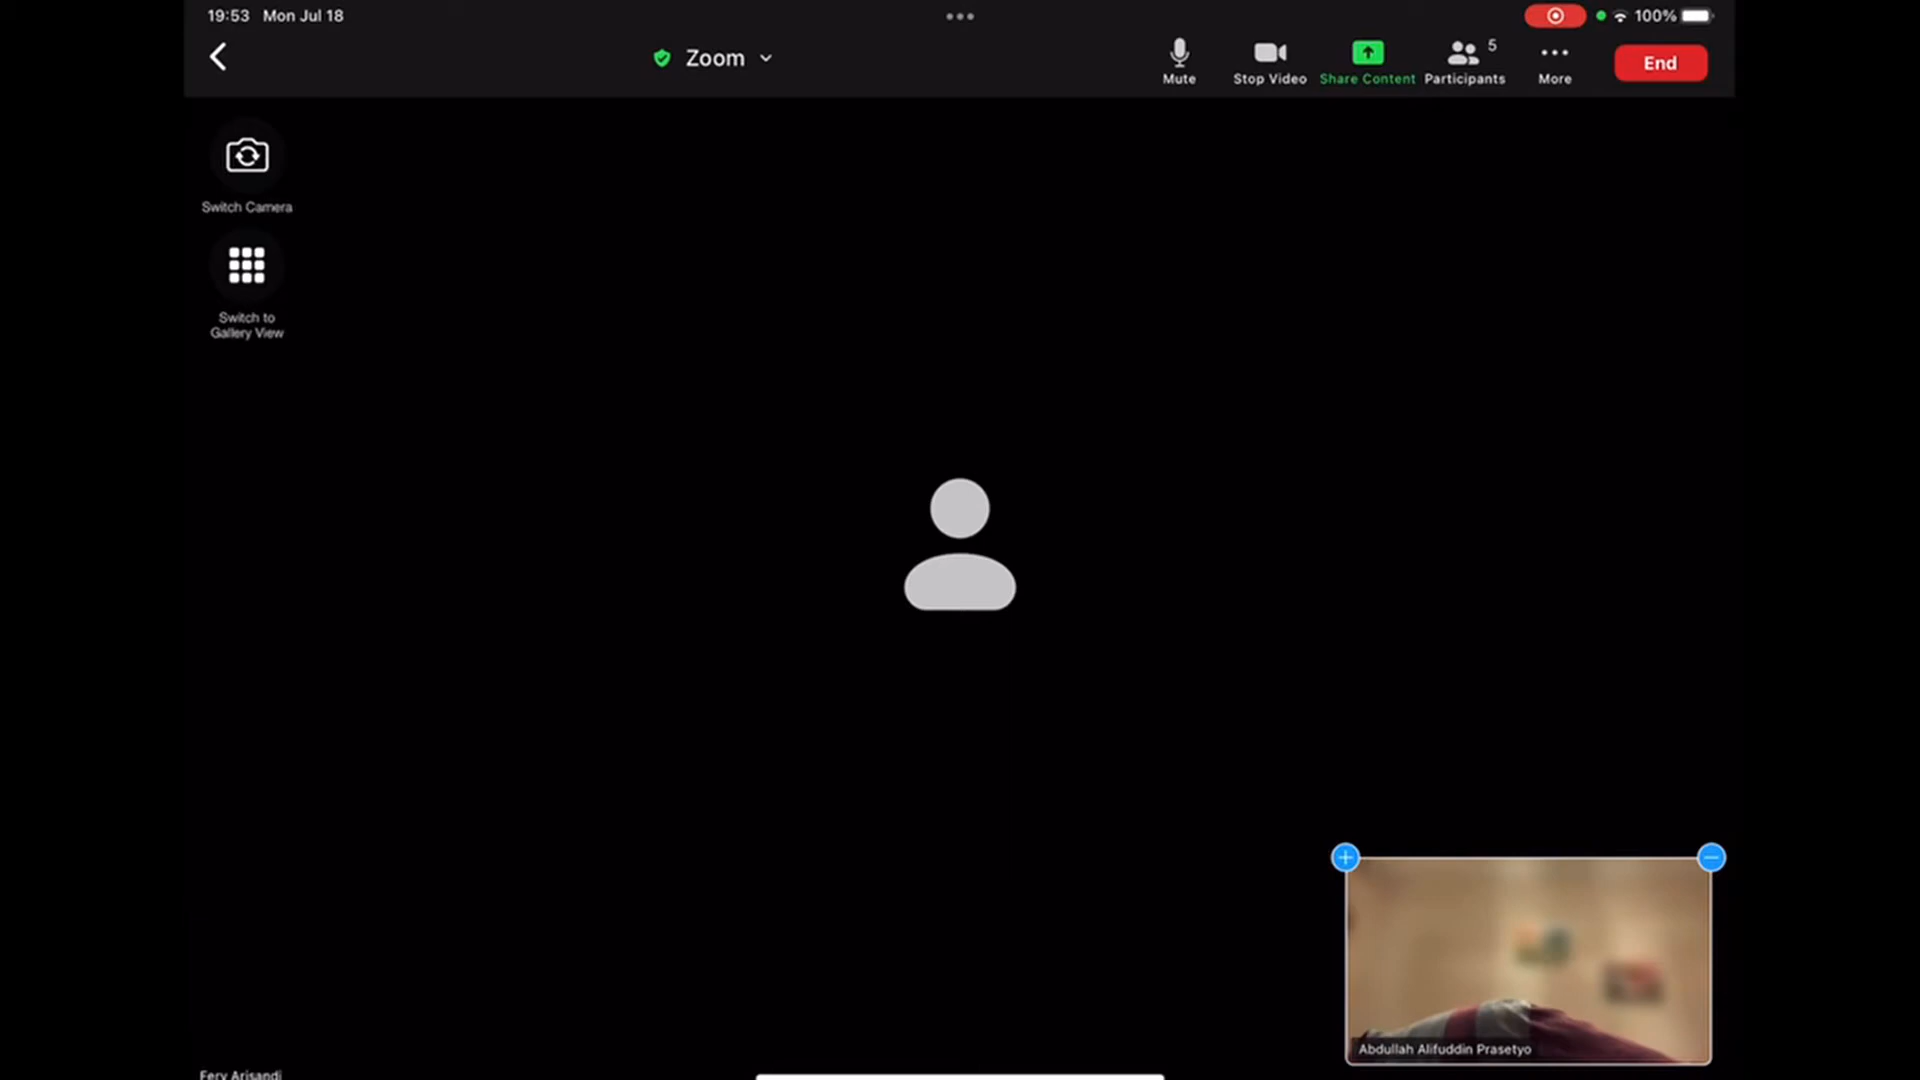 19:53 Mon Jul 18
100%
Zoom
Mute
Stop Video
Share Content
Participants
5
More
End
Switch Camera
Switch to
Gallery View
Abdullah Alifuddin Prasetyo
Fery Arisandi